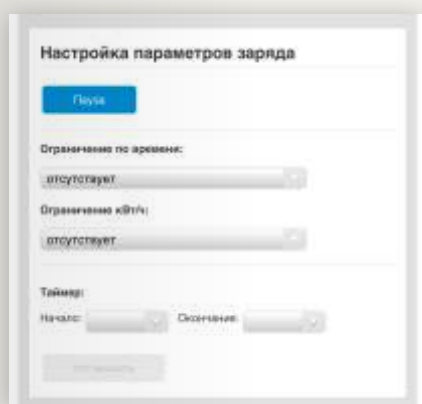 Настройка параметров заряда
Пауза
Ограничение по времени:
отсутствует
Ограничение кВт/ч:
отсутствует
Таймер:
Начало: Окончание: